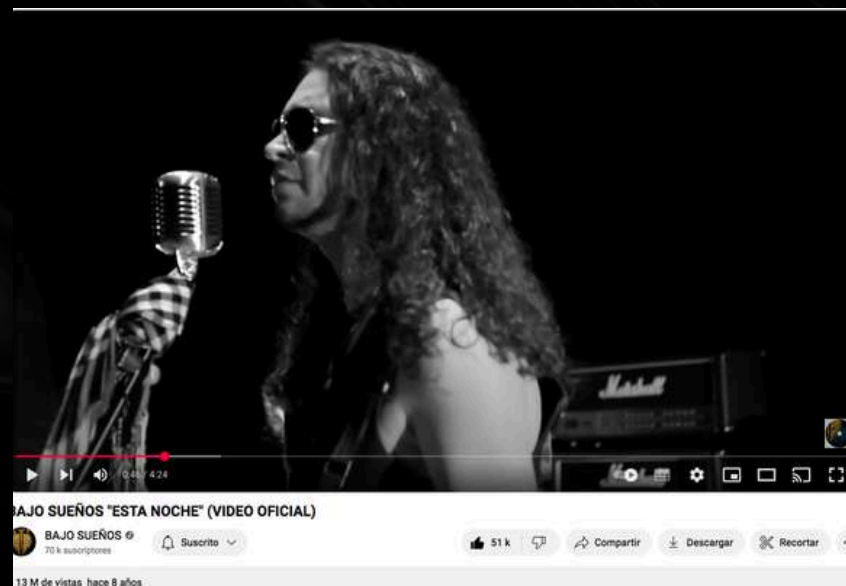 Marshall
0:46 / 4:24
BAJO SUEÑOS "ESTA NOCHE" (VIDEO OFICIAL)
BAJO SUEÑOS
70 k suscriptores
Suscrito
51 k
Compartir
Descargar
Recortar
13 M de vistas hace 8 años